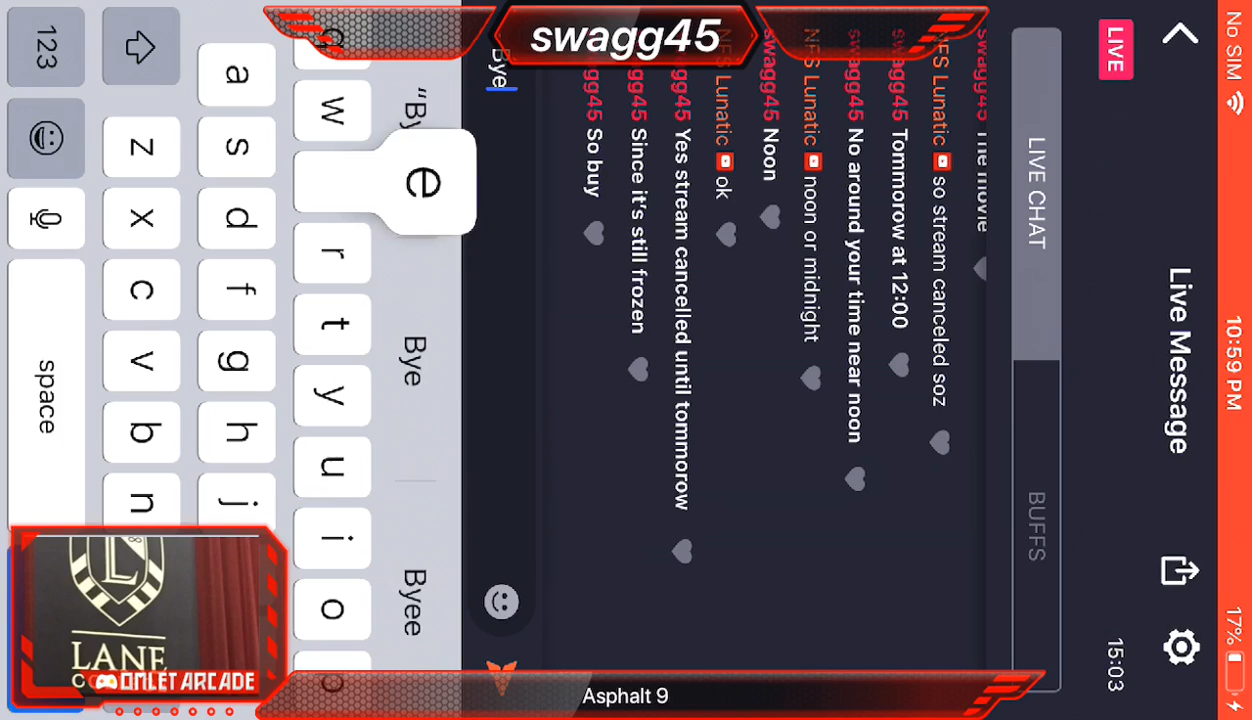 swagg45
No SIM
10:59 PM
17%
Live Message
LIVE
15:03
LIVE CHAT
BUFFS
swagg45 The movie
NFS Lunatic so stream canceled soz
swagg45 Tommorow at 12:00
swagg45 No around your time near noon
NFS Lunatic noon or midnight
swagg45 Noon
NFS Lunatic ok
swagg45 Yes stream cancelled until tommorow
swagg45 Since it's still frozen
swagg45 So buy
Bye
“By
Bye
Byee
q w e r t y u i o p
a s d f g h j
z x c v b n
123
space
L
LANE
OMLET ARCADE
Asphalt 9